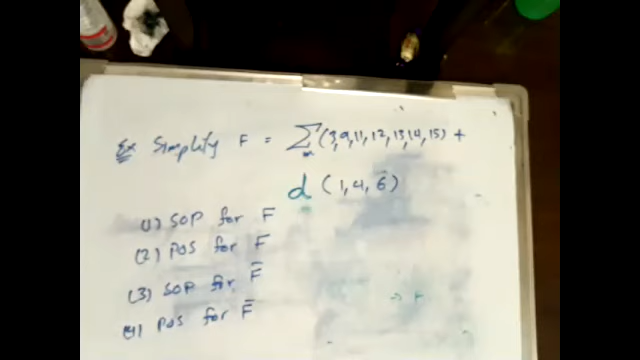 Ex Simplify F = Σm (3,9,11,12,13,14,15) +
d (1,4,6)
(1) SOP for F
(2) POS for F
(3) SOP for F̅
(4) POS for F̅